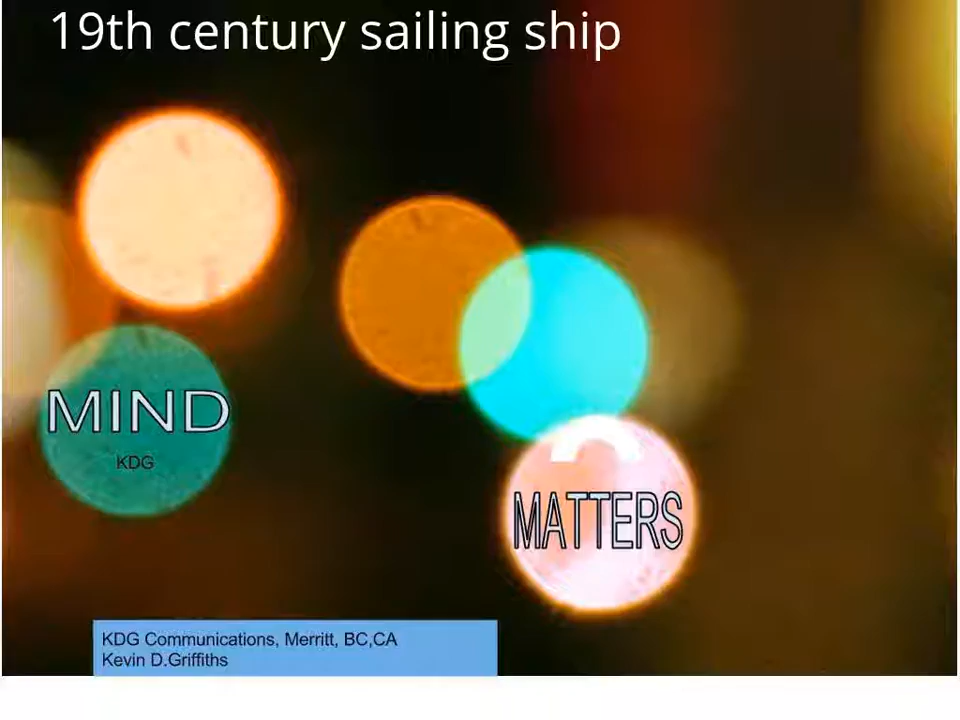 19th century sailing ship
MIND
KDG
MATTERS
KDG Communications, Merritt, BC,CA
Kevin D.Griffiths